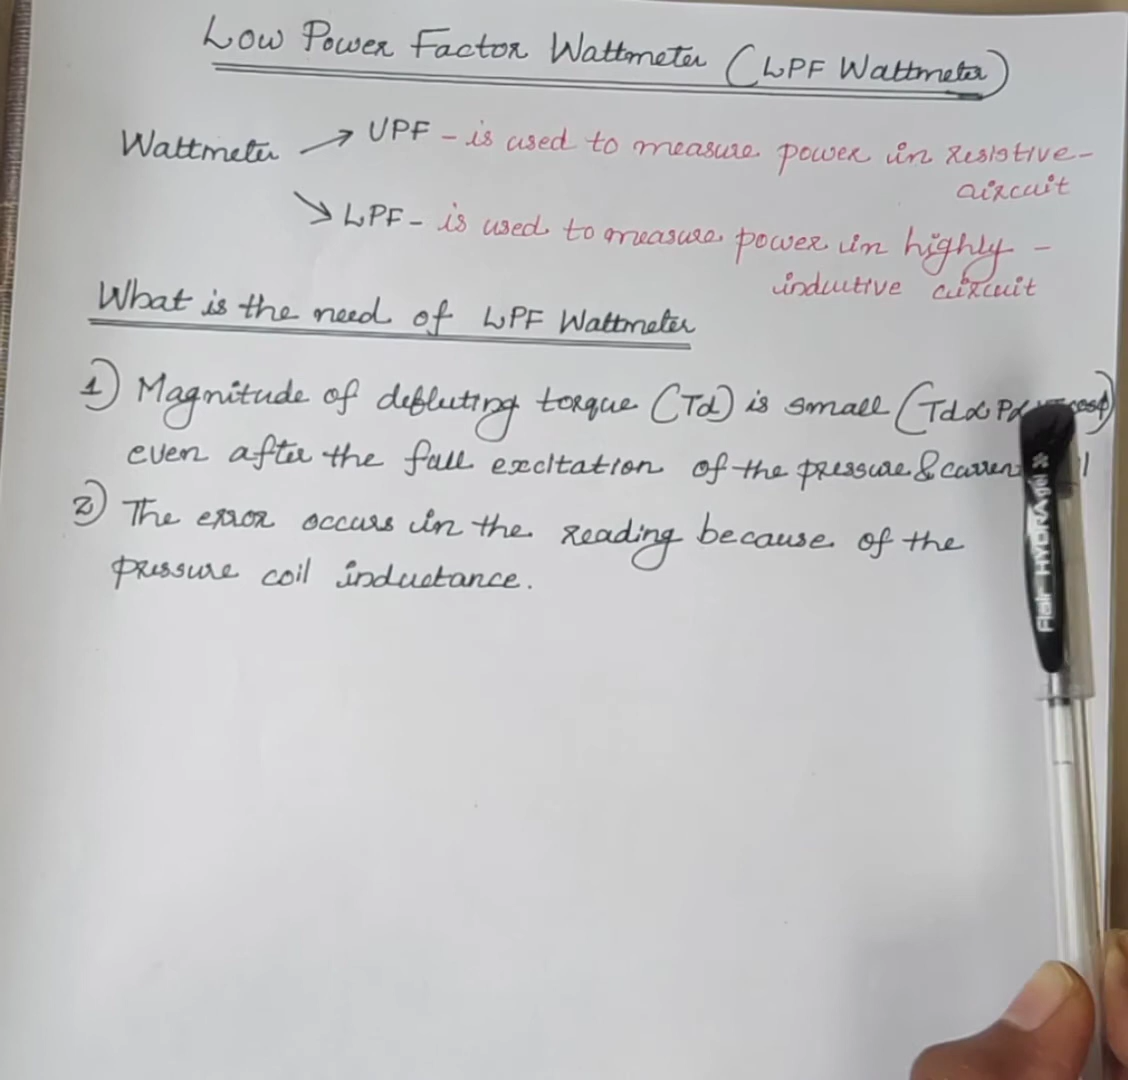 Low Power Factor Wattmeter (LPF Wattmeter)
Wattmeter → UPF - is used to measure power in resistive-
circuit
↘ LPF - is used to measure power in highly -
inductive circuit
What is the need of LPF Wattmeter
1) Magnitude of deflecting torque (Td) is small (Td∝ P∝ cosϕ)
even after the full excitation of the pressure & curren
2) The error occurs in the reading because of the
pressure coil inductance.
Flair HYDRA gel